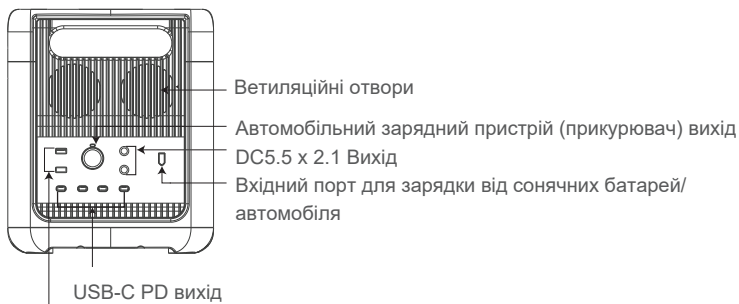 Ветиляційні отвори
Автомобільний зарядний пристрій (прикурювач) вихід
DC5.5 x 2.1 Вихід
Вхідний порт для зарядки від сонячних батарей/
автомобіля
USB-C PD вихід